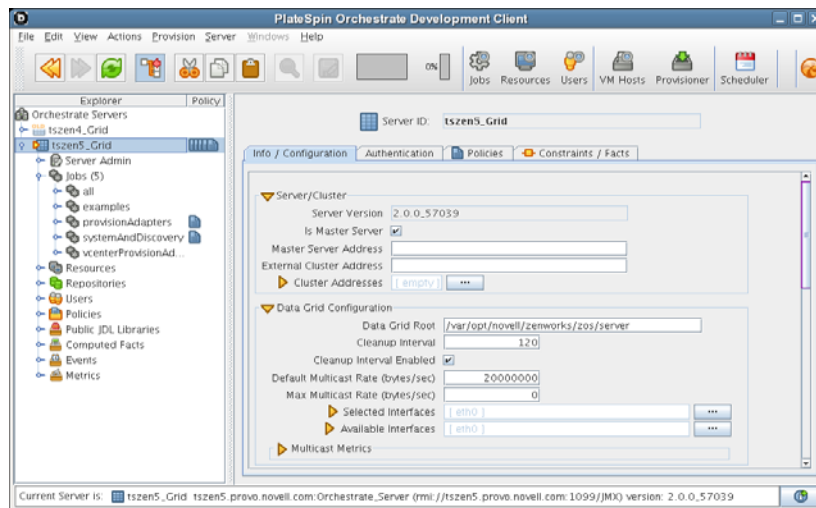 PlateSpin Orchestrate Development Client
File Edit View Actions Provision Server Windows Help
0%
Jobs Resources Users VM Hosts Provisioner Scheduler
Explorer Policy
Orchestrate Servers
tszen4_Grid
tszen5_Grid
Server Admin
Jobs (5)
all
examples
provisionAdapters
systemAndDiscovery
vcenterProvisionAd...
Resources
Repositories
Users
Policies
Public JDL Libraries
Computed Facts
Events
Metrics
Server ID: tszen5_Grid
Info / Configuration Authentication Policies Constraints / Facts
Server/Cluster
Server Version 2.0.0_57039
Is Master Server
Master Server Address
External Cluster Address
Cluster Addresses [ empty ] ...
Data Grid Configuration
Data Grid Root /var/opt/novell/zenworks/zos/server
Cleanup Interval 120
Cleanup Interval Enabled
Default Multicast Rate (bytes/sec) 20000000
Max Multicast Rate (bytes/sec) 0
Selected Interfaces [ eth0 ] ...
Available Interfaces [ eth0 ] ...
Multicast Metrics
Current Server is: tszen5_Grid tszen5.provo.novell.com:Orchestrate_Server (rmi://tszen5.provo.novell.com:1099/JMX) version: 2.0.0_57039